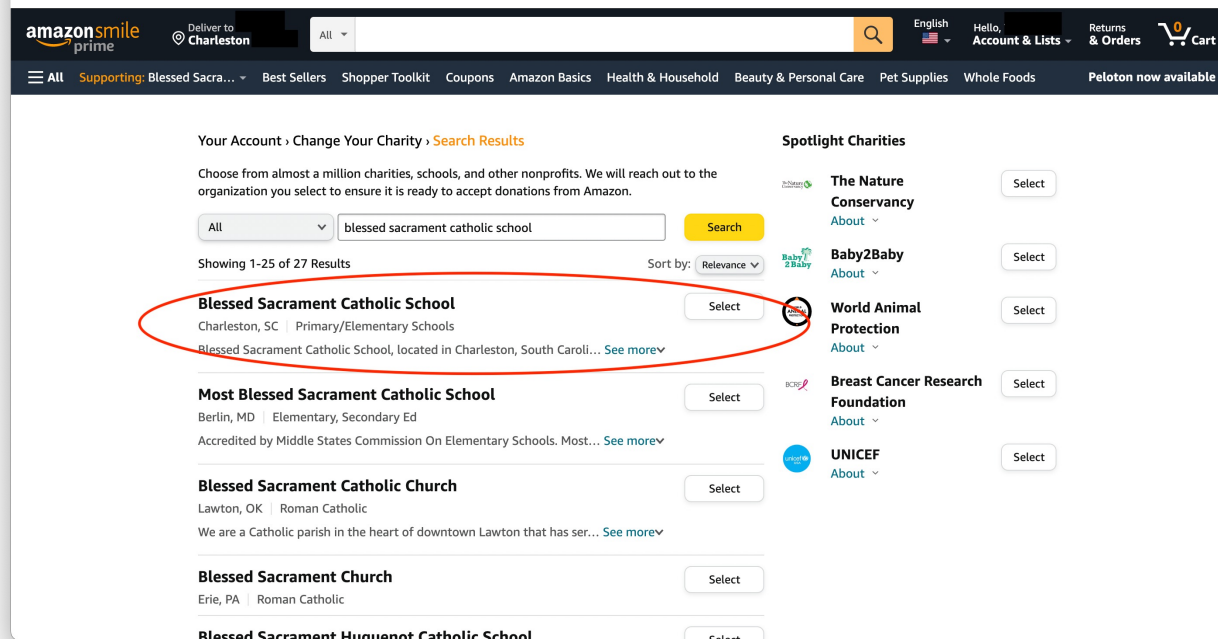 amazonsmile
prime
Deliver to
Charleston
All
English
Hello,
Account & Lists
Returns
& Orders
0
Cart
All
Supporting: Blessed Sacra...
Best Sellers
Shopper Toolkit
Coupons
Amazon Basics
Health & Household
Beauty & Personal Care
Pet Supplies
Whole Foods
Peloton now available
Your Account › Change Your Charity › Search Results
Choose from almost a million charities, schools, and other nonprofits. We will reach out to the
organization you select to ensure it is ready to accept donations from Amazon.
All
blessed sacrament catholic school
Search
Showing 1-25 of 27 Results
Sort by: Relevance
Blessed Sacrament Catholic School
Select
Charleston, SC | Primary/Elementary Schools
Blessed Sacrament Catholic School, located in Charleston, South Caroli... See more
Most Blessed Sacrament Catholic School
Select
Berlin, MD | Elementary, Secondary Ed
Accredited by Middle States Commission On Elementary Schools. Most... See more
Blessed Sacrament Catholic Church
Select
Lawton, OK | Roman Catholic
We are a Catholic parish in the heart of downtown Lawton that has ser... See more
Blessed Sacrament Church
Select
Erie, PA | Roman Catholic
Blessed Sacrament Huguenot Catholic School
Select
Spotlight Charities
The Nature
Conservancy
About
Select
Baby
2Baby
Baby2Baby
About
Select
World Animal
Protection
About
Select
BCRF
Breast Cancer Research
Foundation
About
Select
unicef
UNICEF
About
Select